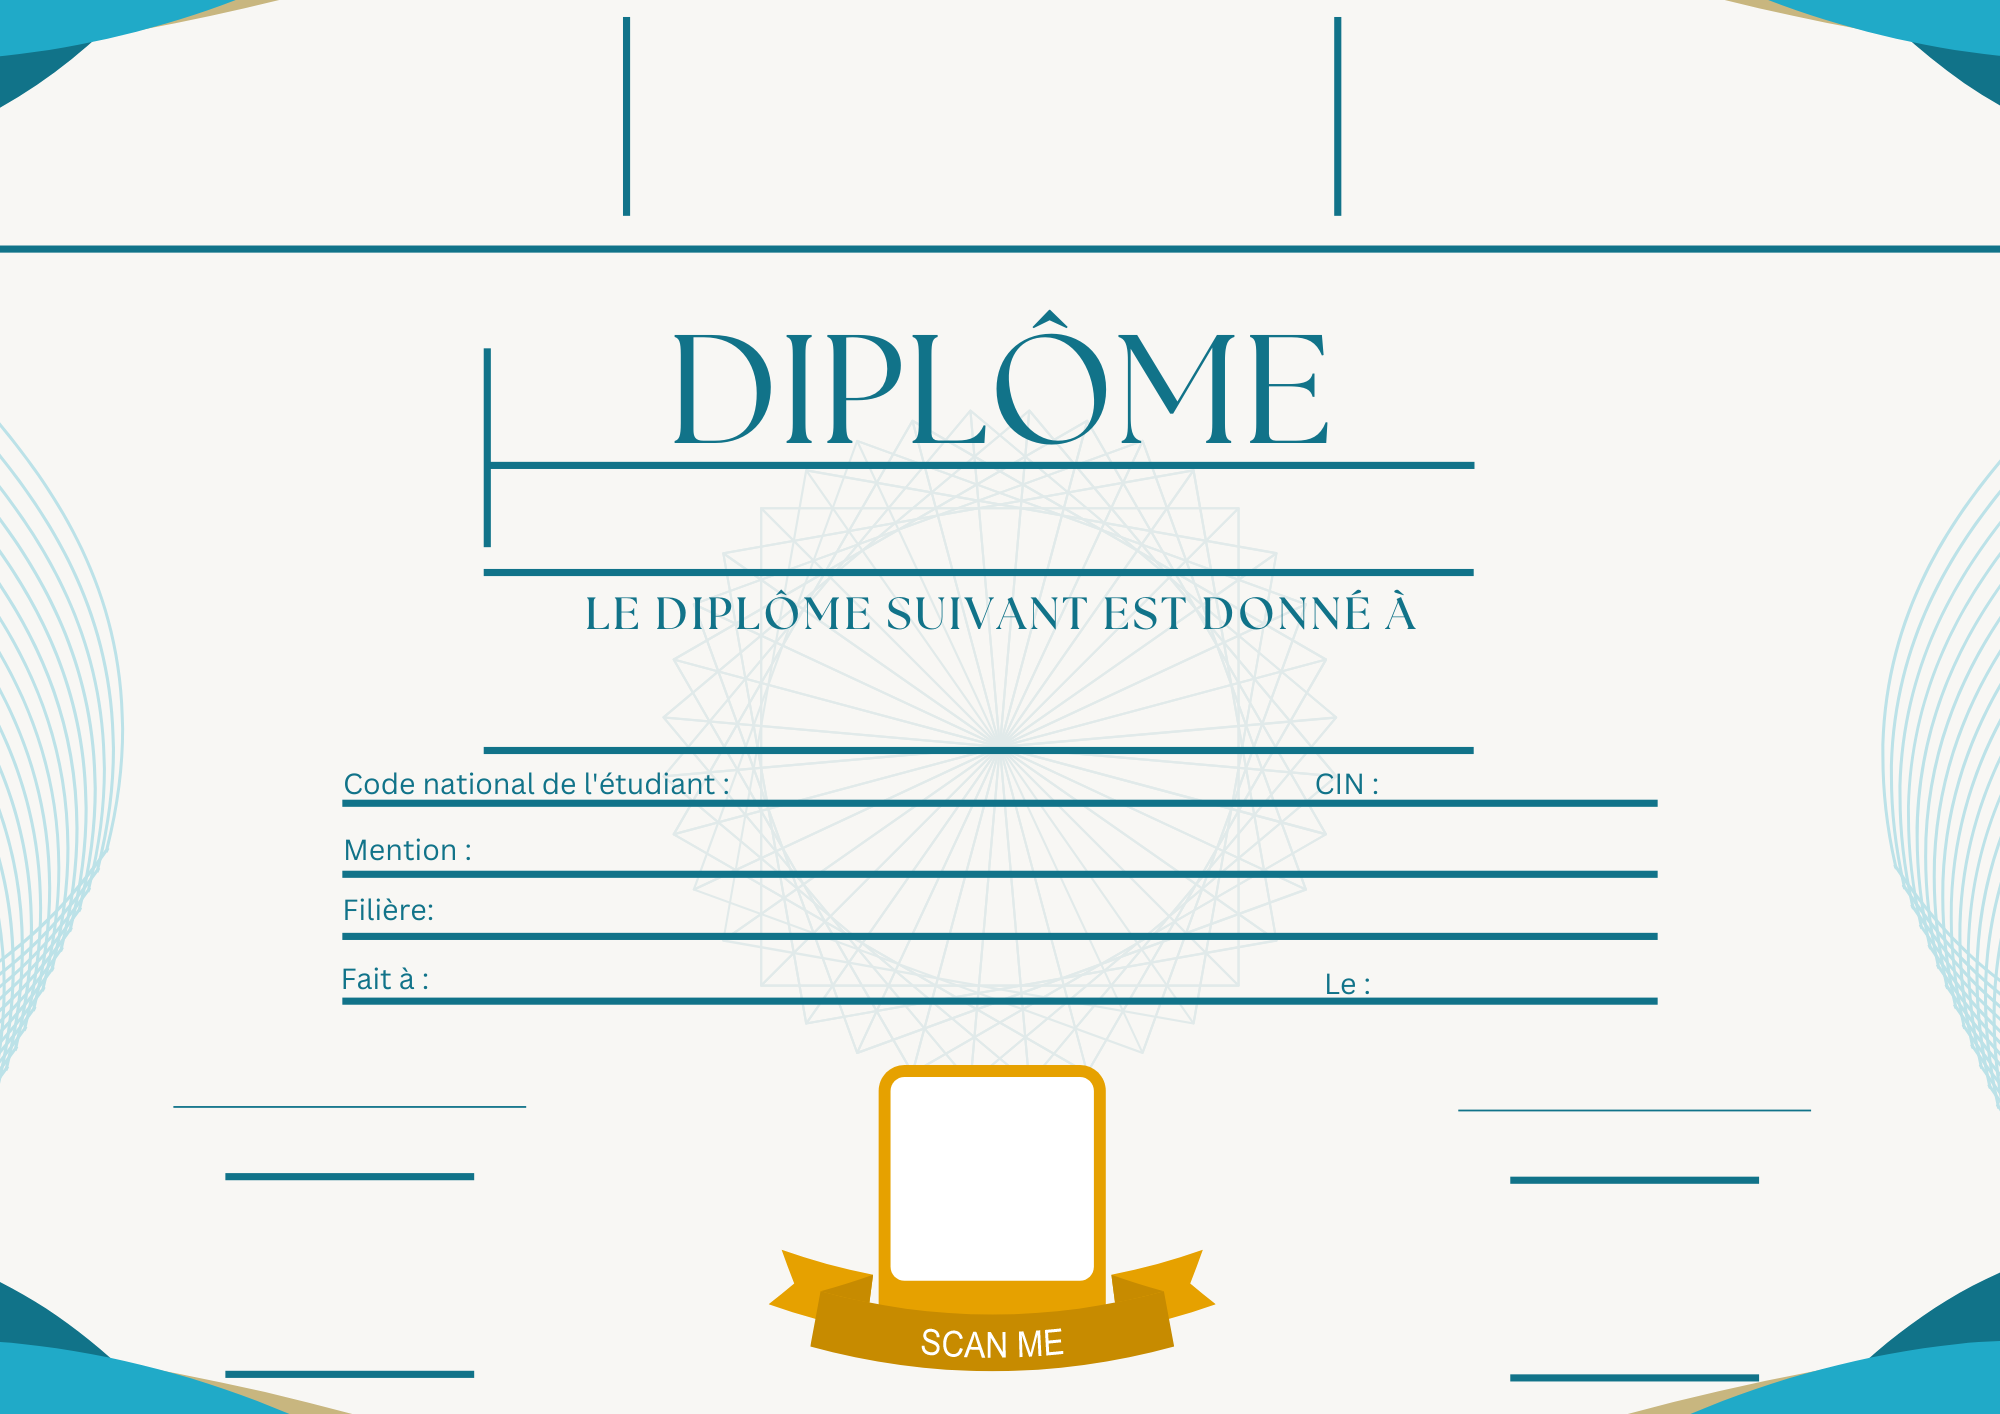 DIPLÔME
LE DIPLÔME SUIVANT EST DONNÉ À
Code national de l'étudiant : CIN :
Mention :
Filière:
Fait à : Le :
SCAN ME